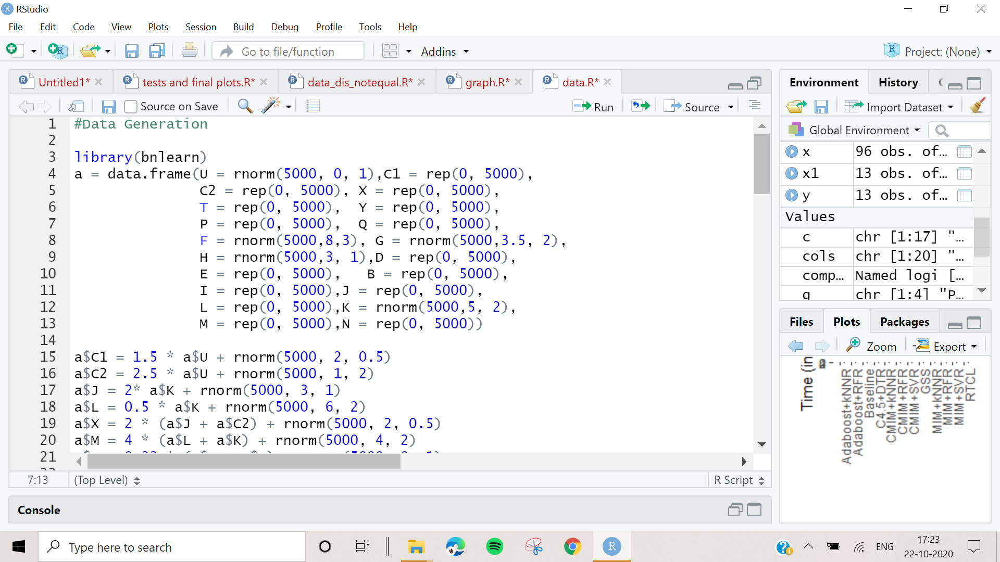 RStudio
File Edit Code View Plots Session Build Debug Profile Tools Help
Go to file/function Addins Project: (None)
Untitled1* tests and final plots.R* data_dis_notequal.R* graph.R* data.R*
Source on Save Run Source
1 #Data Generation
2
3 library(bnlearn)
4 a = data.frame(U = rnorm(5000, 0, 1),C1 = rep(0, 5000),
5 C2 = rep(0, 5000), X = rep(0, 5000),
6 T = rep(0, 5000), Y = rep(0, 5000),
7 P = rep(0, 5000), Q = rep(0, 5000),
8 F = rnorm(5000,8,3), G = rnorm(5000,3.5, 2),
9 H = rnorm(5000,3, 1),D = rep(0, 5000),
10 E = rep(0, 5000), B = rep(0, 5000),
11 I = rep(0, 5000),J = rep(0, 5000),
12 L = rep(0, 5000),K = rnorm(5000,5, 2),
13 M = rep(0, 5000),N = rep(0, 5000))
14
15 a$C1 = 1.5 * a$U + rnorm(5000, 2, 0.5)
16 a$C2 = 2.5 * a$U + rnorm(5000, 1, 2)
17 a$J = 2* a$K + rnorm(5000, 3, 1)
18 a$L = 0.5 * a$K + rnorm(5000, 6, 2)
19 a$X = 2 * (a$J + a$C2) + rnorm(5000, 2, 0.5)
20 a$M = 4 * (a$L + a$K) + rnorm(5000, 4, 2)
21
7:13 (Top Level) R Script
Console
Environment History
Import Dataset
Global Environment
x 96 obs. of…
x1 13 obs. of…
y 13 obs. of…
Values
c chr [1:17] "…
cols chr [1:20] "…
comp… Named logi […
q chr [1:4] "P…
Files Plots Packages
Zoom Export
Time (in
Adaboost+kNNR
Adaboost+RFR
Baseline
C4.5+DTR
CMIM+kNNR
CMIM+RFR
CMIM+SVR
GSS
MIM+kNNR
MIM+RFR
MIM+SVR
RTCL
Type here to search
ENG
17:23
22-10-2020